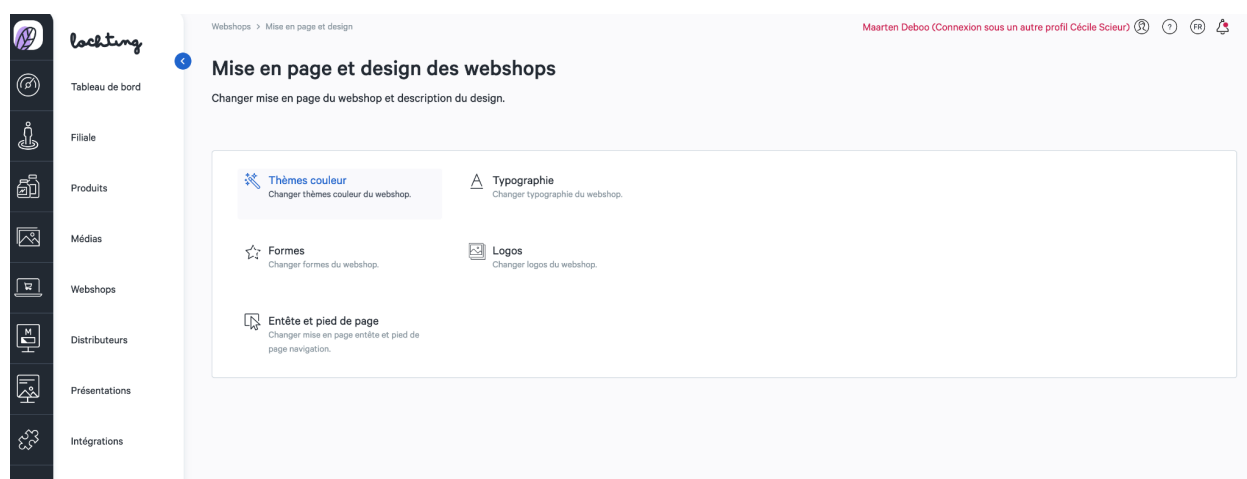 Webshops > Mise en page et design
Maarten Deboo (Connexion sous un autre profil Cécile Scieur) ? FR
lochting
Mise en page et design des webshops
Changer mise en page du webshop et description du design.
Tableau de bord
Filiale
Produits
Médias
Webshops
M
Distributeurs
Présentations
Intégrations
Thèmes couleur
Changer thèmes couleur du webshop.
A Typographie
Changer typographie du webshop.
Formes
Changer formes du webshop.
Logos
Changer logos du webshop.
Entête et pied de page
Changer mise en page entête et pied de
page navigation.